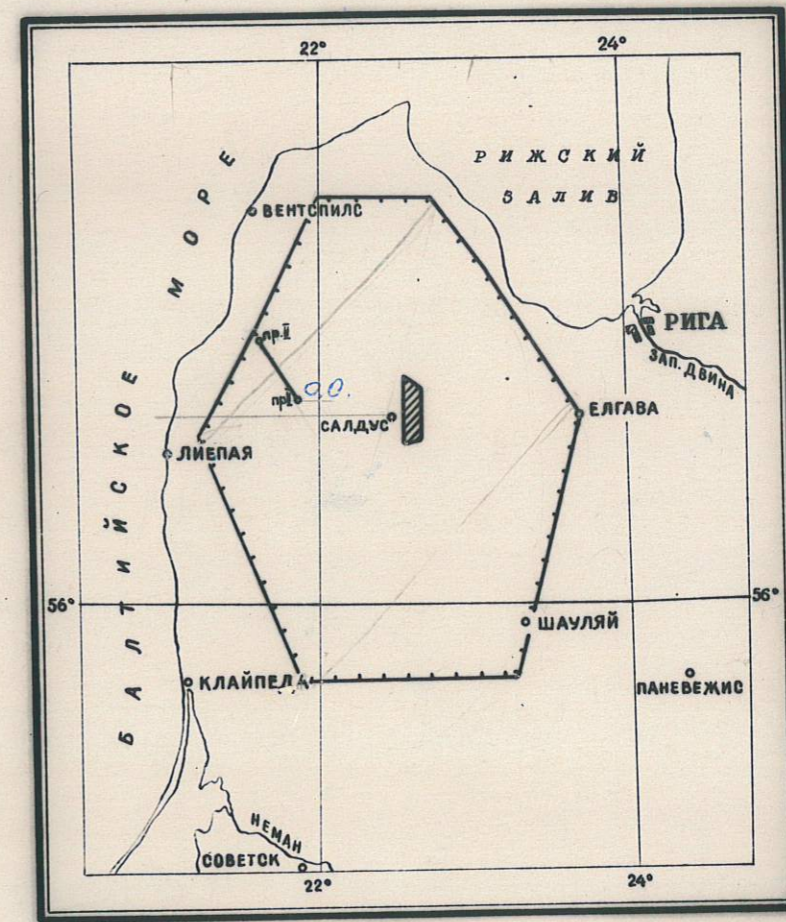 22°
24°
РИЖСКИЙ
ЗАЛИВ
БАЛТИЙСКОЕ МОРЕ
ВЕНТСПИЛС
РИГА
ЗАП. ДВИНА
пр.II
пр.I
О.О.
САЛДУС
ЕЛГАВА
ЛИЕПАЯ
56°
56°
ШАУЛЯЙ
КЛАЙПЕДА
ПАНЕВЕЖИС
НЕМАН
СОВЕТСК
22°
24°